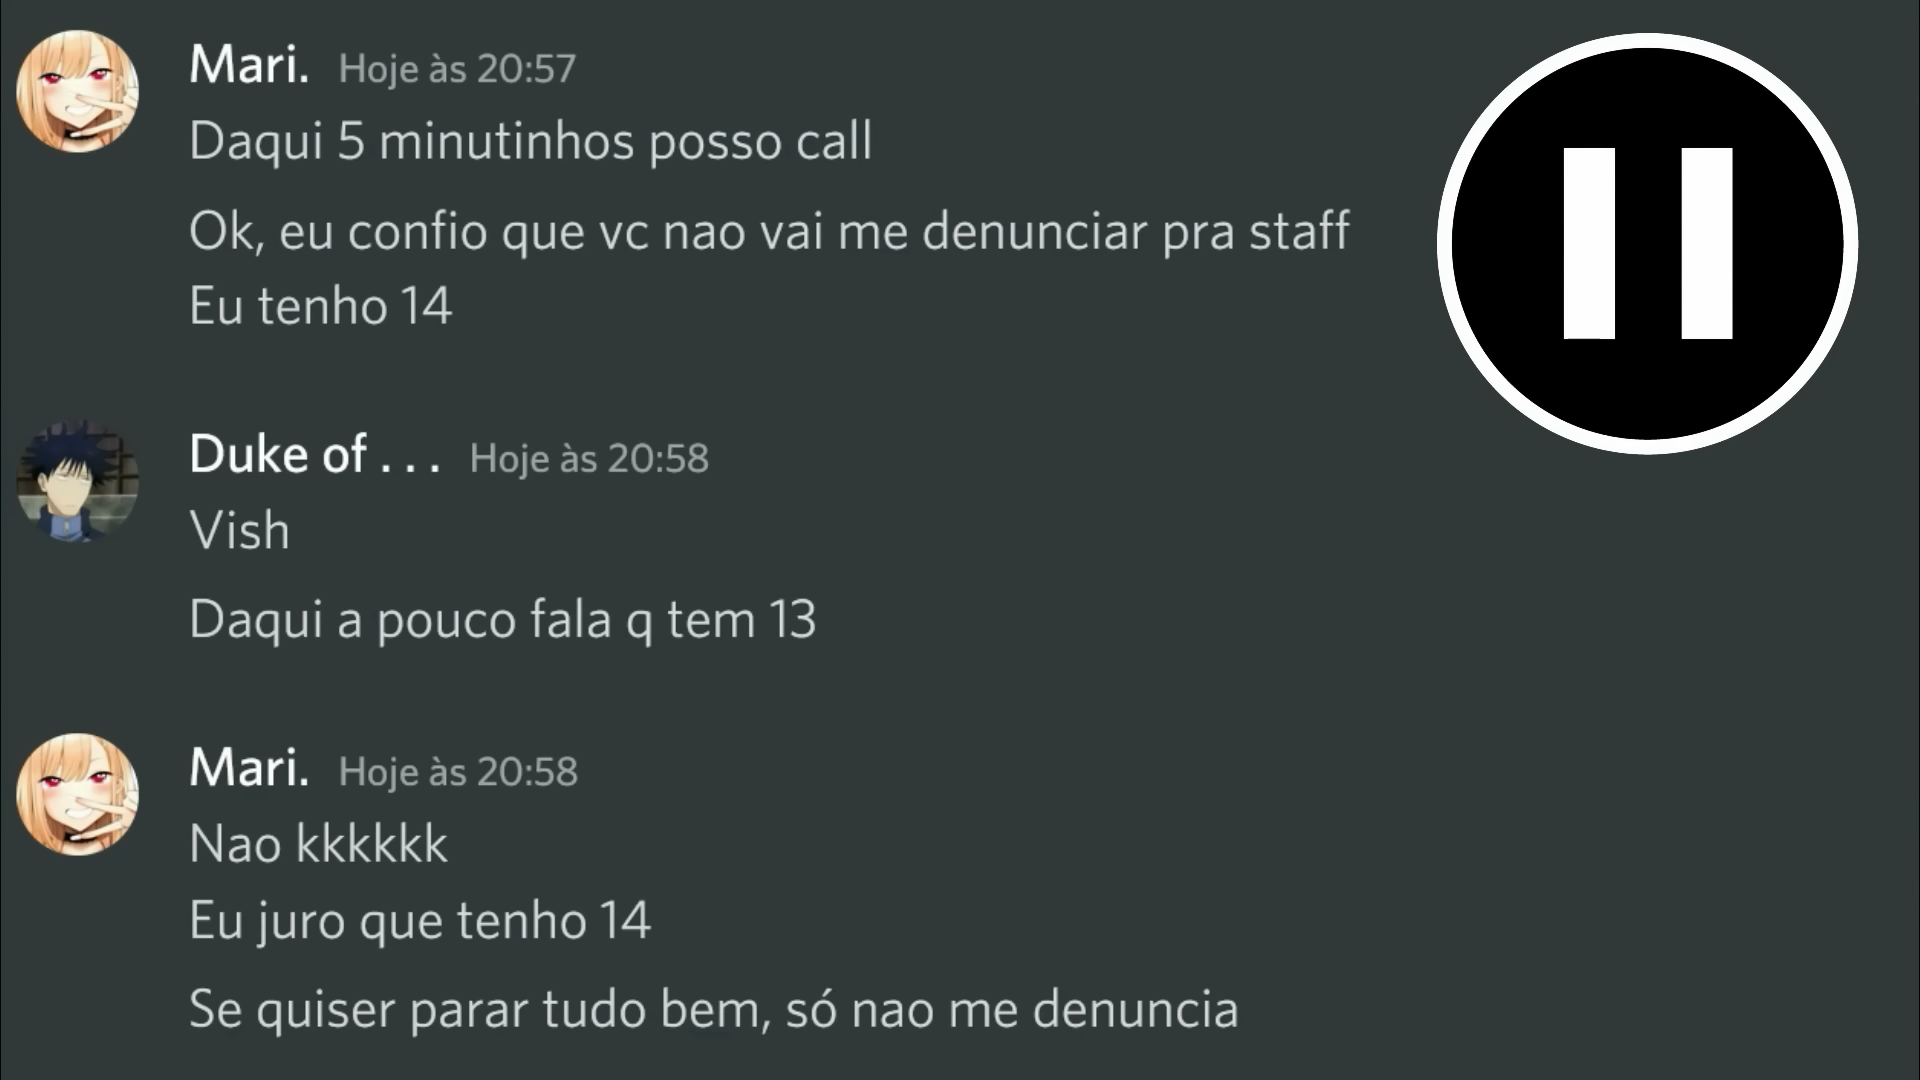 Mari. Hoje às 20:57
Daqui 5 minutinhos posso call
Ok, eu confio que vc nao vai me denunciar pra staff
Eu tenho 14
Duke of . . . Hoje às 20:58
Vish
Daqui a pouco fala q tem 13
Mari. Hoje às 20:58
Nao kkkkkk
Eu juro que tenho 14
Se quiser parar tudo bem, só nao me denuncia